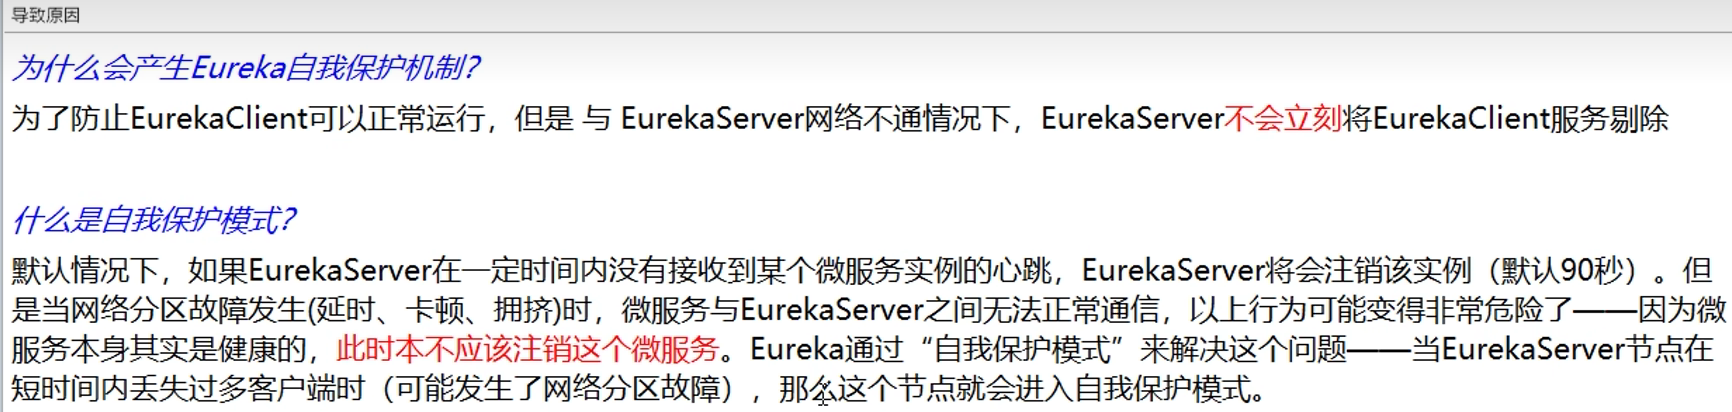 导致原因
为什么会产生Eureka自我保护机制?
为了防止EurekaClient可以正常运行，但是 与 EurekaServer网络不通情况下，EurekaServer不会立刻将EurekaClient服务剔除
什么是自我保护模式?
默认情况下，如果EurekaServer在一定时间内没有接收到某个微服务实例的心跳，EurekaServer将会注销该实例（默认90秒）。但
是当网络分区故障发生(延时、卡顿、拥挤)时，微服务与EurekaServer之间无法正常通信，以上行为可能变得非常危险了——因为微
服务本身其实是健康的，此时本不应该注销这个微服务。Eureka通过“自我保护模式”来解决这个问题——当EurekaServer节点在
短时间内丢失过多客户端时（可能发生了网络分区故障），那么这个节点就会进入自我保护模式。